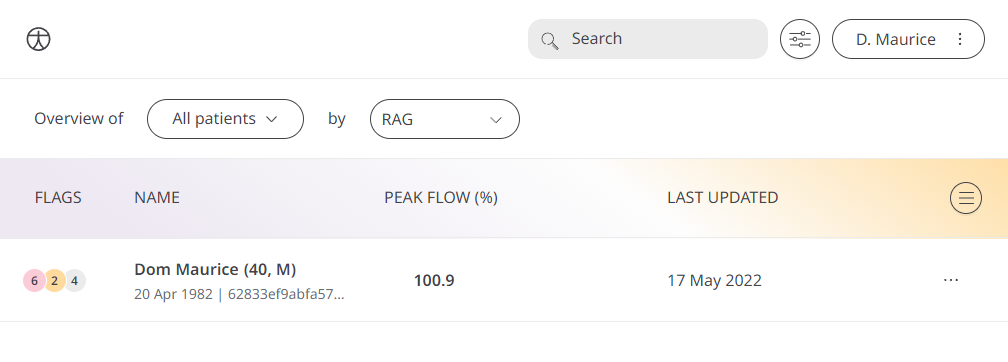 Search
D. Maurice
Overview of All patients by RAG
FLAGS NAME PEAK FLOW (%) LAST UPDATED
6 2 4 Dom Maurice (40, M) 100.9 17 May 2022 ...
20 Apr 1982 | 62833ef9abfa57...